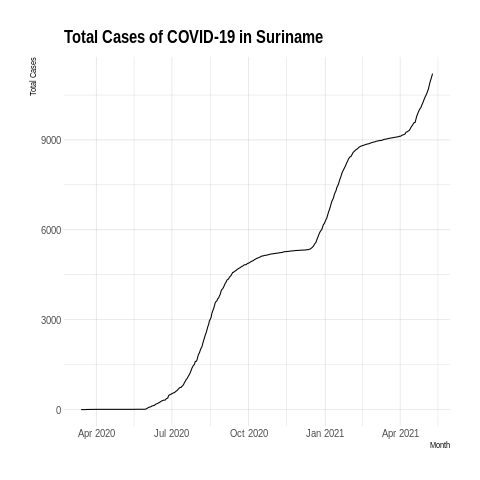 Total Cases of COVID-19 in Suriname
Total Cases
9000
6000
3000
0
Apr 2020 Jul 2020 Oct 2020 Jan 2021 Apr 2021
Month